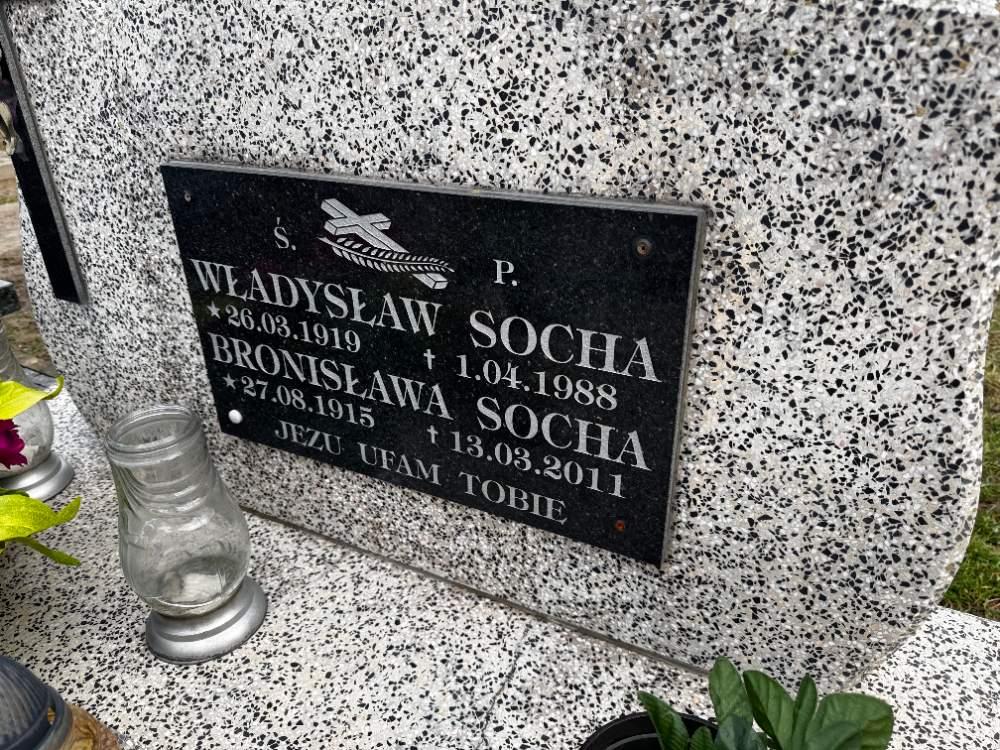 Ś. P.
WŁADYSŁAW SOCHA
★26.03.1919 † 1.04.1988
BRONISŁAWA SOCHA
★27.08.1915 † 13.03.2011
JEZU UFAM TOBIE